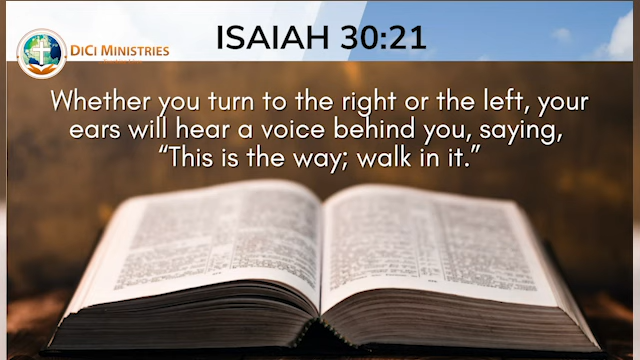 ISAIAH 30:21
DiCi Ministries
Whether you turn to the right or the left, your
ears will hear a voice behind you, saying,
“This is the way; walk in it.”